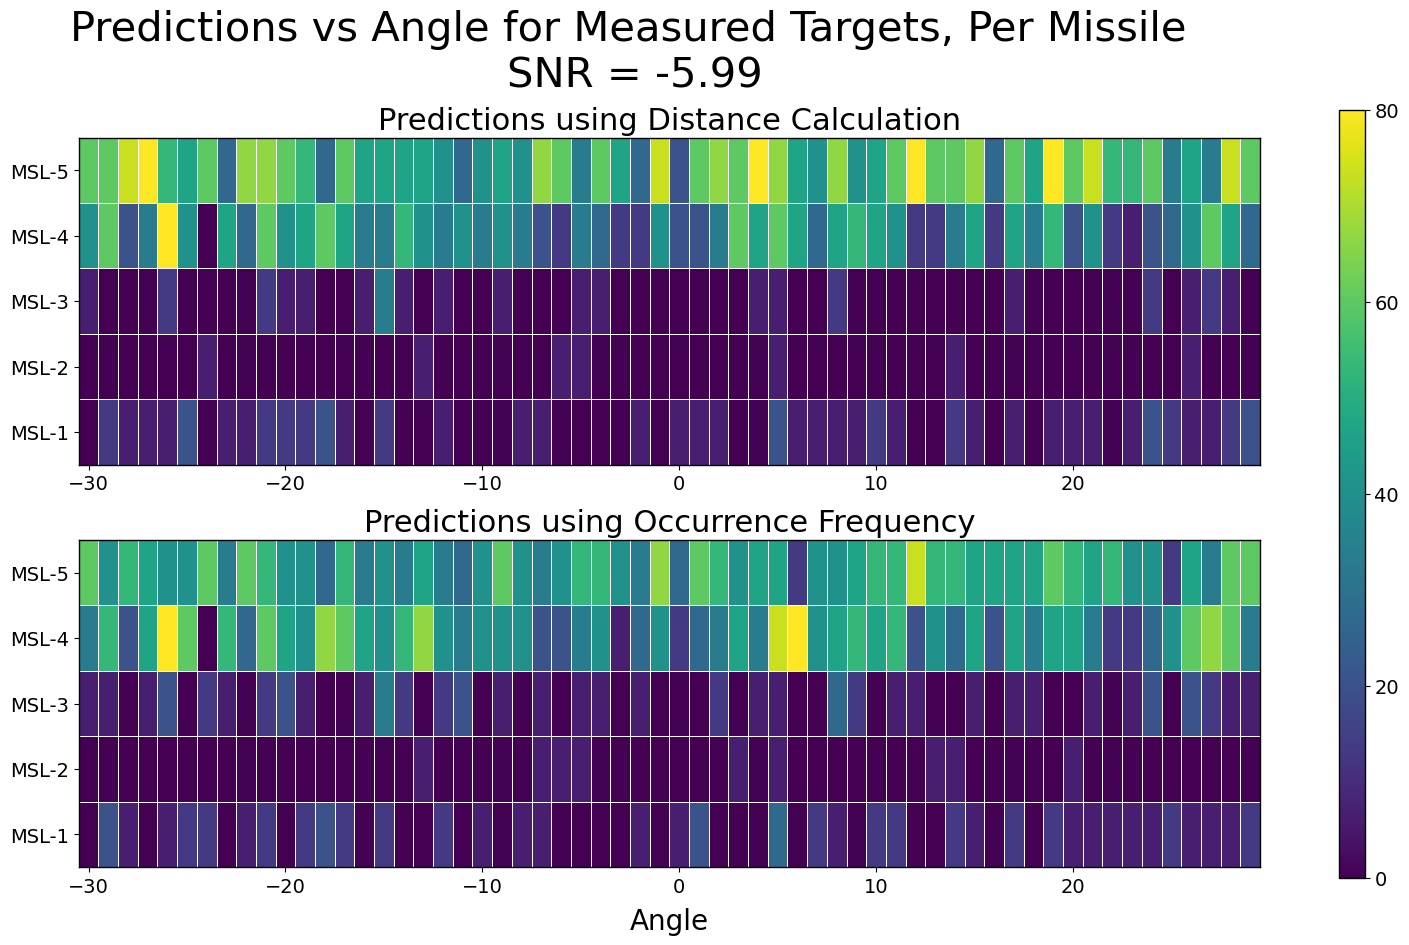 Predictions vs Angle for Measured Targets, Per Missile
SNR = -5.99
Predictions using Distance Calculation
MSL-5
MSL-4
MSL-3
MSL-2
MSL-1
−30 −20 −10 0 10 20
Predictions using Occurrence Frequency
MSL-5
MSL-4
MSL-3
MSL-2
MSL-1
−30 −20 −10 0 10 20
Angle
80
60
40
20
0